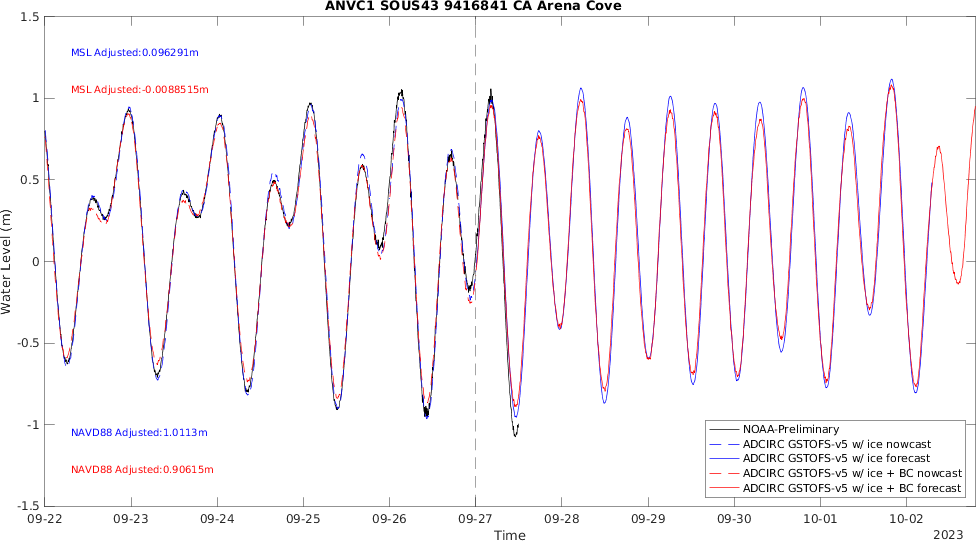 ANVC1 SOUS43 9416841 CA Arena Cove
1.5
1
0.5
0
-0.5
-1
-1.5
Water Level (m)
MSL Adjusted:0.096291m
MSL Adjusted:-0.0088515m
NAVD88 Adjusted:1.0113m
NAVD88 Adjusted:0.90615m
NOAA-Preliminary
ADCIRC GSTOFS-v5 w/ ice nowcast
ADCIRC GSTOFS-v5 w/ ice forecast
ADCIRC GSTOFS-v5 w/ ice + BC nowcast
ADCIRC GSTOFS-v5 w/ ice + BC forecast
09-22 09-23 09-24 09-25 09-26 09-27 09-28 09-29 09-30 10-01 10-02
Time
2023